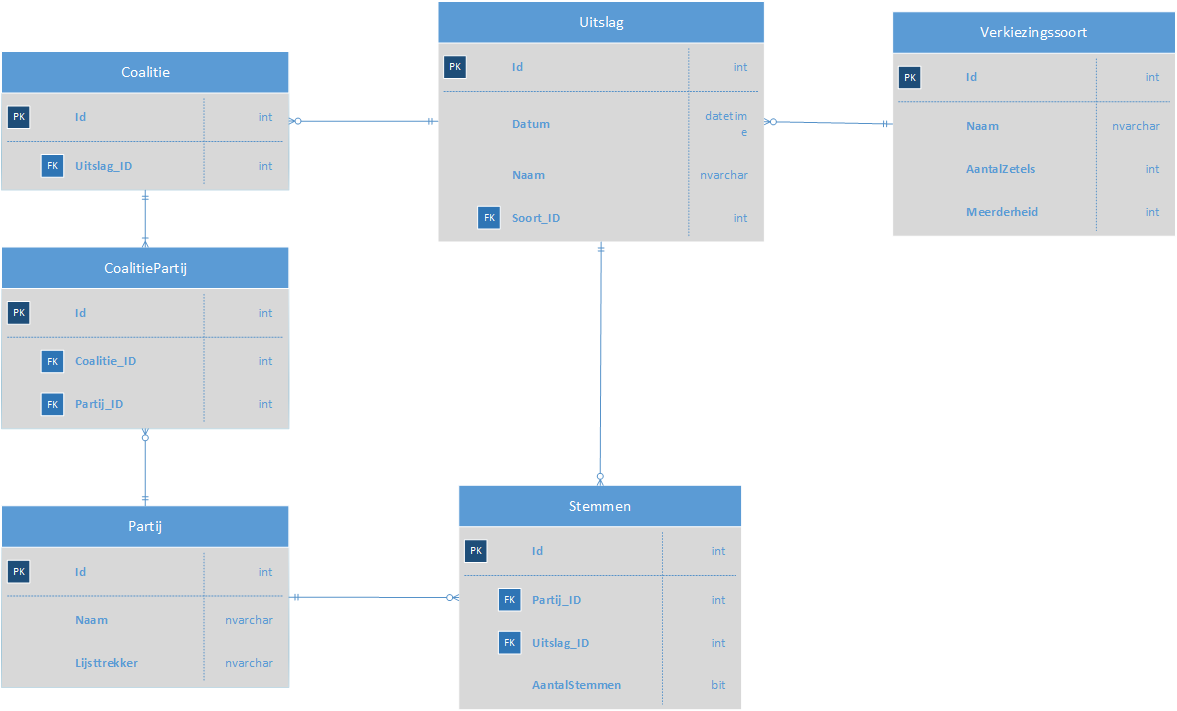 Coalitie
PK Id int
FK Uitslag_ID int
CoalitiePartij
PK Id int
FK Coalitie_ID int
FK Partij_ID int
Partij
PK Id int
Naam nvarchar
Lijsttrekker nvarchar
Uitslag
PK Id int
Datum datetim
e
Naam nvarchar
FK Soort_ID int
Stemmen
PK Id int
FK Partij_ID int
FK Uitslag_ID int
AantalStemmen bit
Verkiezingssoort
PK Id int
Naam nvarchar
AantalZetels int
Meerderheid int